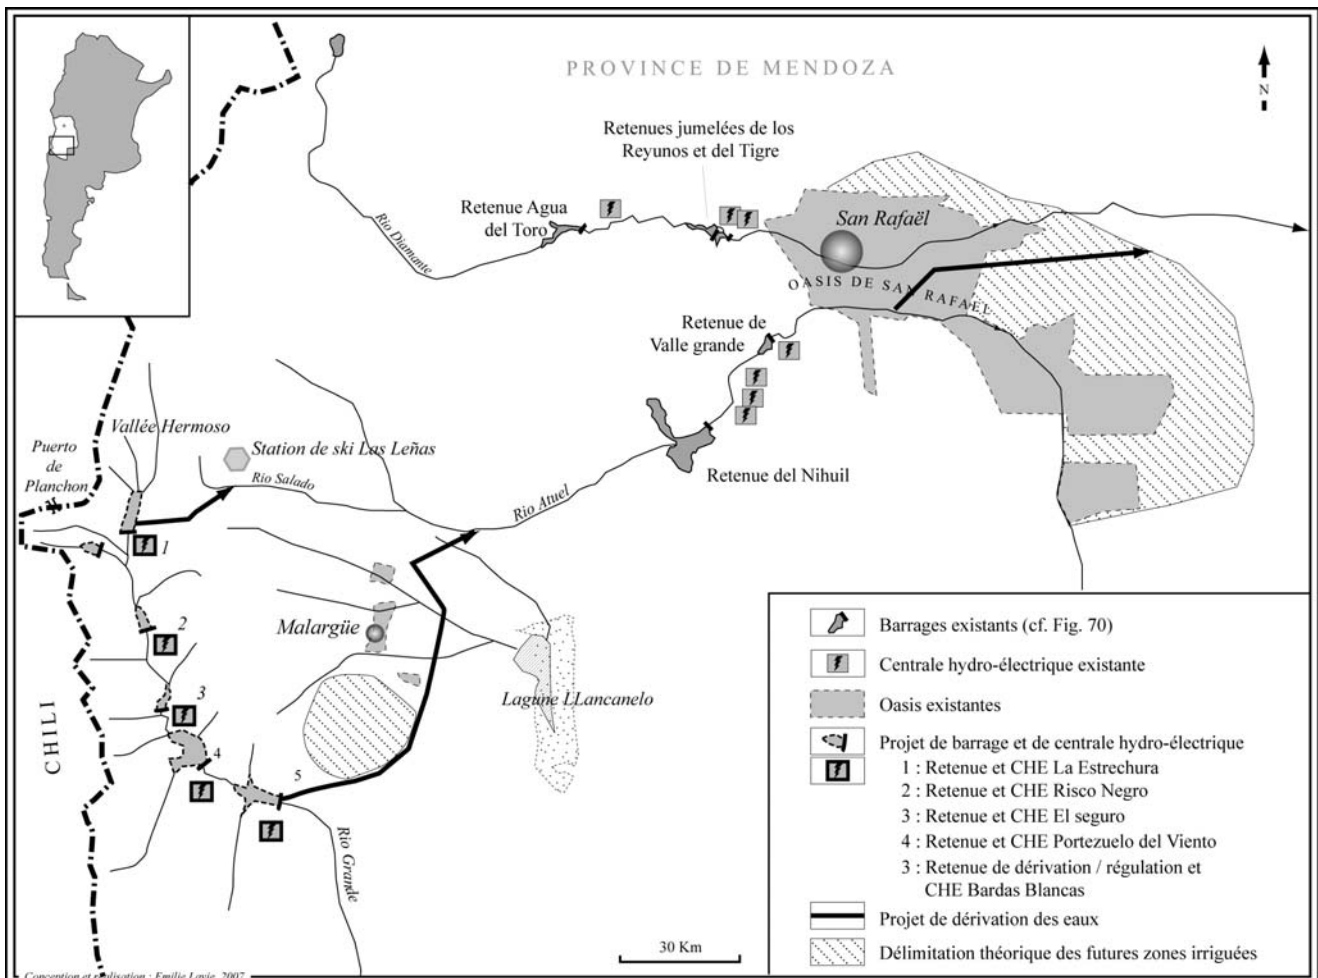 PROVINCE DE MENDOZA
N
Retenues jumelées de los
Reyunos et del Tigre
Retenue Agua
del Toro
San Rafaël
Rio Diamante
OASIS DE SAN RAFAEL
Retenue de
Valle grande
Vallée Hermoso
Station de ski Las Leñas
Puerto
de
Planchon
Rio Salado
Retenue del Nihuil
Rio Atuel
1
2
Malargüe
3
Lagune LLancanelo
CHILI
4
5
Rio Grande
30 Km
Barrages existants (cf. Fig. 70)
Centrale hydro-électrique existante
Oasis existantes
Projet de barrage et de centrale hydro-électrique
1 : Retenue et CHE La Estrechura
2 : Retenue et CHE Risco Negro
3 : Retenue et CHE El seguro
4 : Retenue et CHE Portezuelo del Viento
3 : Retenue de dérivation / régulation et
CHE Bardas Blancas
Projet de dérivation des eaux
Délimitation théorique des futures zones irriguées
Conception et réalisation : Emilie Lavie, 2007